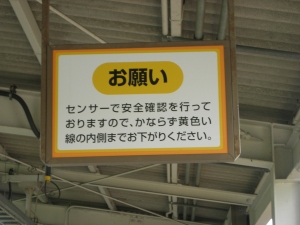 お願い
センサーで安全確認を行って
おりますので、かならず黄色い
線の内側までお下がりください。